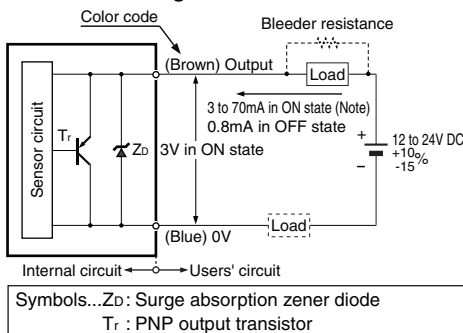 Color code
Bleeder resistance
(Brown) Output
Load
3 to 70mA in ON state (Note)
0.8mA in OFF state
Sensor circuit
Tr
ZD
3V in ON state
+
12 to 24V DC
+10%
-15%
−
Load
(Blue) 0V
Internal circuit
Users' circuit
Symbols...ZD: Surge absorption zener diode
Tr : PNP output transistor